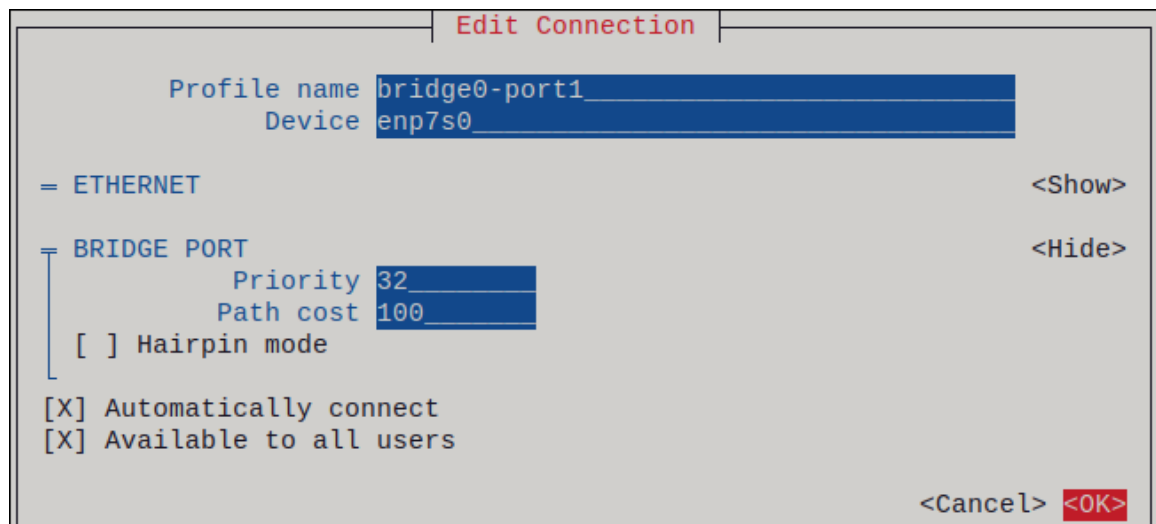 Edit Connection
Profile name bridge0-port1
Device enp7s0
= ETHERNET <Show>
= BRIDGE PORT <Hide>
Priority 32
Path cost 100
[ ] Hairpin mode
[X] Automatically connect
[X] Available to all users
<Cancel> <OK>